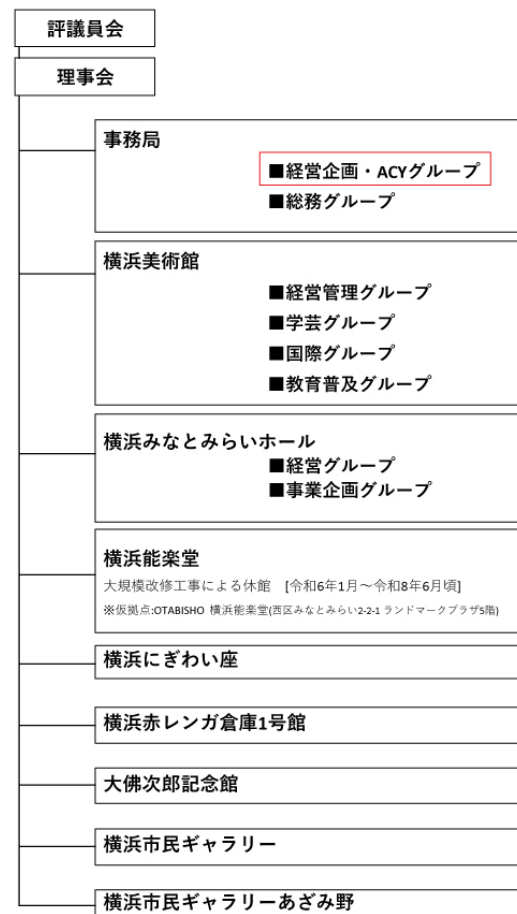 評議員会
理事会
事務局
■経営企画・ACYグループ
■総務グループ
横浜美術館
■経営管理グループ
■学芸グループ
■国際グループ
■教育普及グループ
横浜みなとみらいホール
■経営グループ
■事業企画グループ
横浜能楽堂
大規模改修工事による休館　[令和6年1月～令和8年6月頃]
※仮拠点:OTABISHO 横浜能楽堂(西区みなとみらい2-2-1 ランドマークプラザ5階)
横浜にぎわい座
横浜赤レンガ倉庫1号館
大佛次郎記念館
横浜市民ギャラリー
横浜市民ギャラリーあざみ野